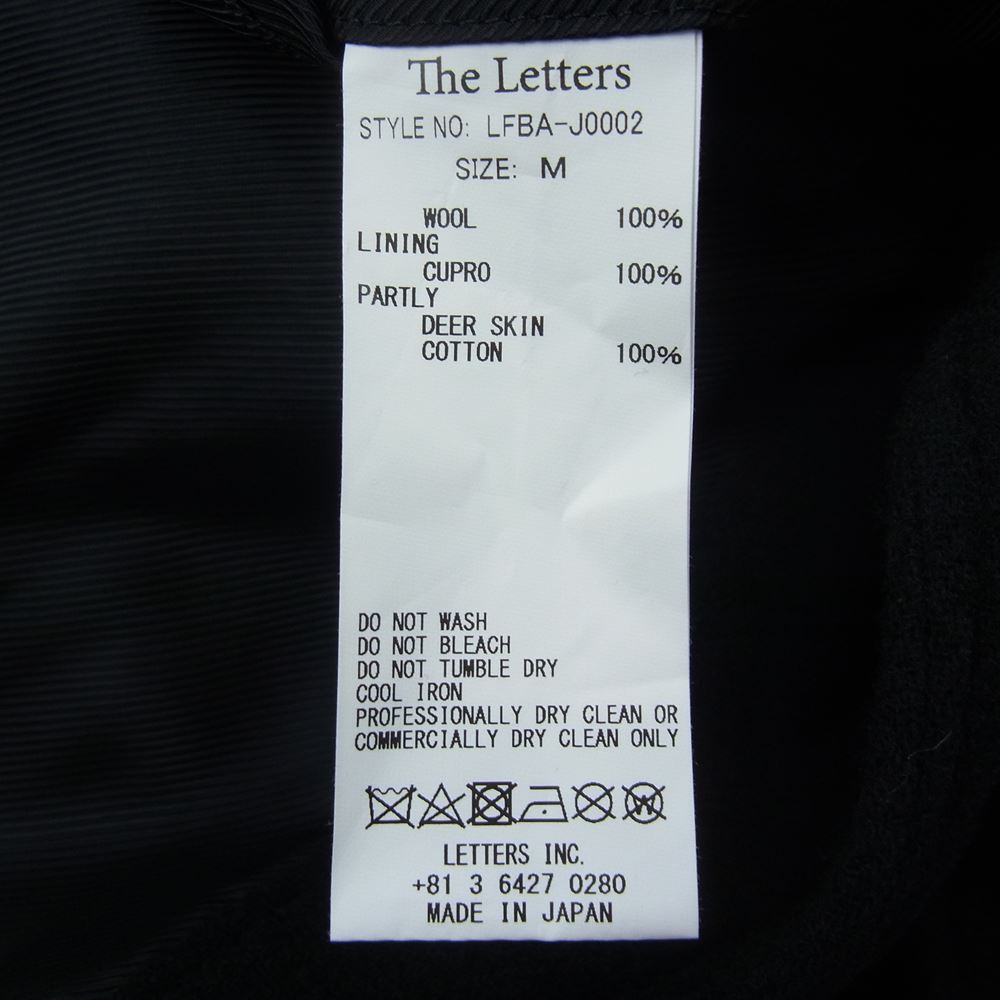 The Letters
STYLE NO: LFBA-J0002
SIZE: M
WOOL 100%
LINING
CUPRO 100%
PARTLY
DEER SKIN
COTTON 100%
DO NOT WASH
DO NOT BLEACH
DO NOT TUMBLE DRY
COOL IRON
PROFESSIONALLY DRY CLEAN OR
COMMERCIALLY DRY CLEAN ONLY
W
LETTERS INC.
+81 3 6427 0280
MADE IN JAPAN